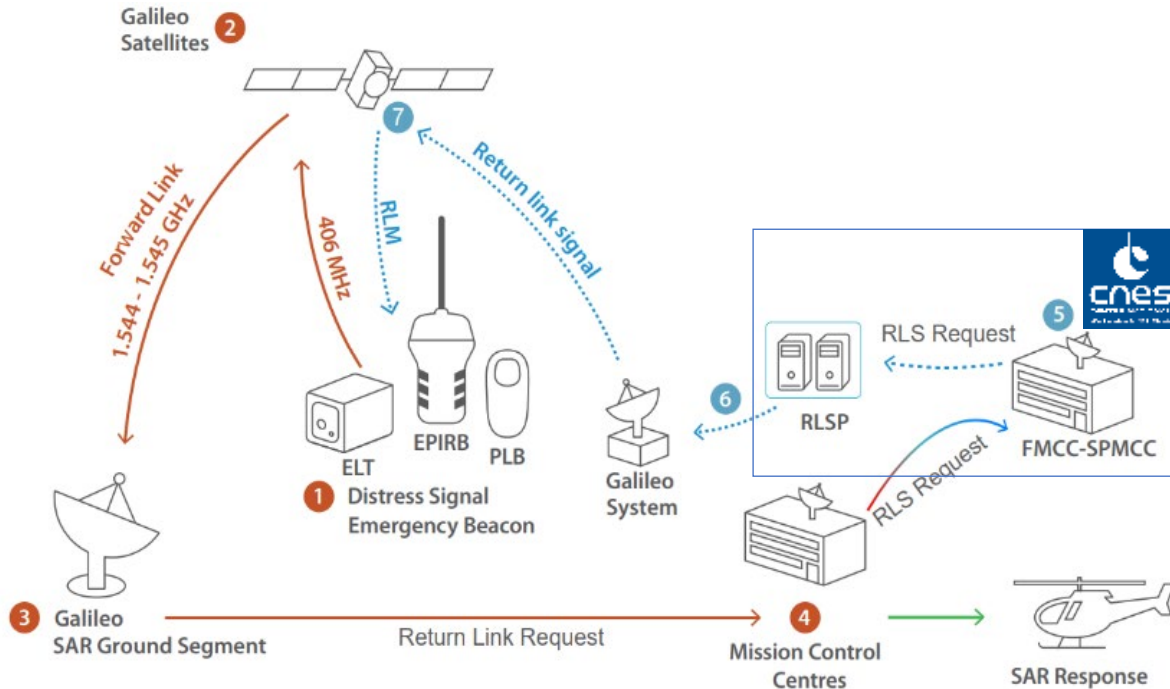 Galileo
Satellites
2
7
Forward Link
1.544 - 1.545 GHz
406 MHz
RLM
Return link signal
cnes
5
RLS Request
RLSP
FMCC-SPMCC
6
RLS Request
ELT
EPIRB
PLB
1
Distress Signal
Emergency Beacon
Galileo
System
3
Galileo
SAR Ground Segment
Return Link Request
4
Mission Control
Centres
SAR Response